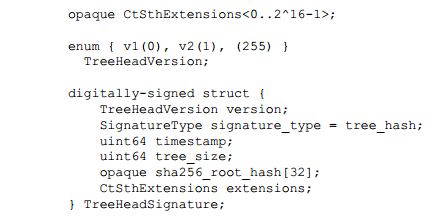 opaque CtSthExtensions<0..2^16-1>;

enum { v1(0), v2(1), (255) }
  TreeHeadVersion;

digitally-signed struct {
    TreeHeadVersion version;
    SignatureType signature_type = tree_hash;
    uint64 timestamp;
    uint64 tree_size;
    opaque sha256_root_hash[32];
    CtSthExtensions extensions;
} TreeHeadSignature;